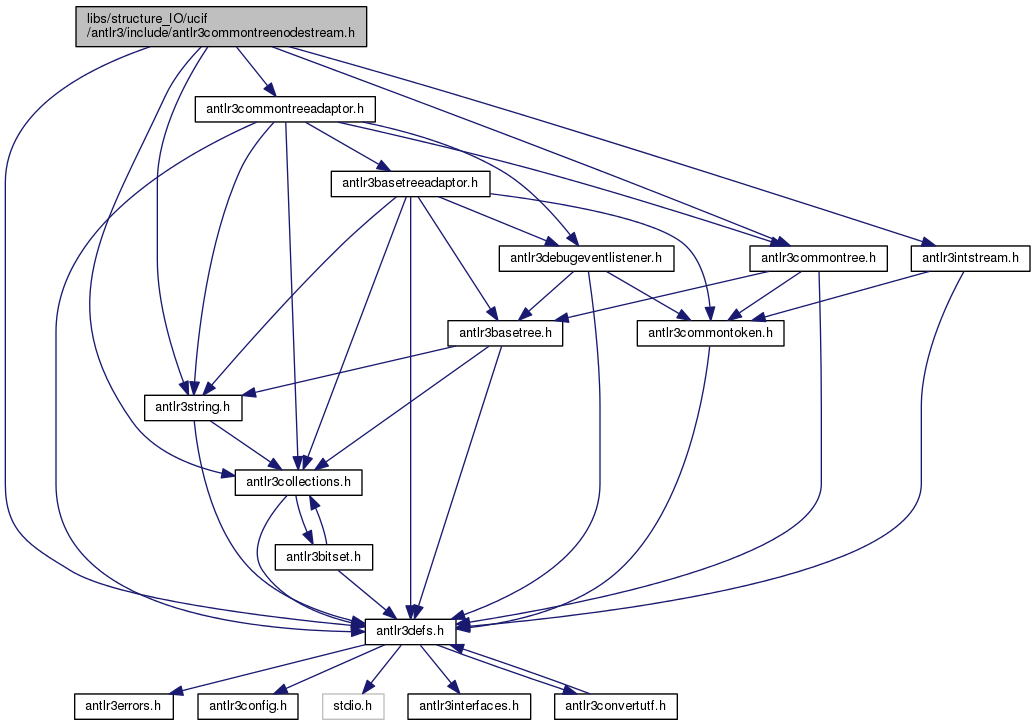 libs/structure_IO/ucif
/antlr3/include/antlr3commontreenodestream.h
antlr3commontreeadaptor.h
antlr3basetreeadaptor.h
antlr3debugeventlistener.h
antlr3commontree.h
antlr3intstream.h
antlr3basetree.h
antlr3commontoken.h
antlr3string.h
antlr3collections.h
antlr3bitset.h
antlr3defs.h
antlr3errors.h
antlr3config.h
stdio.h
antlr3interfaces.h
antlr3convertutf.h